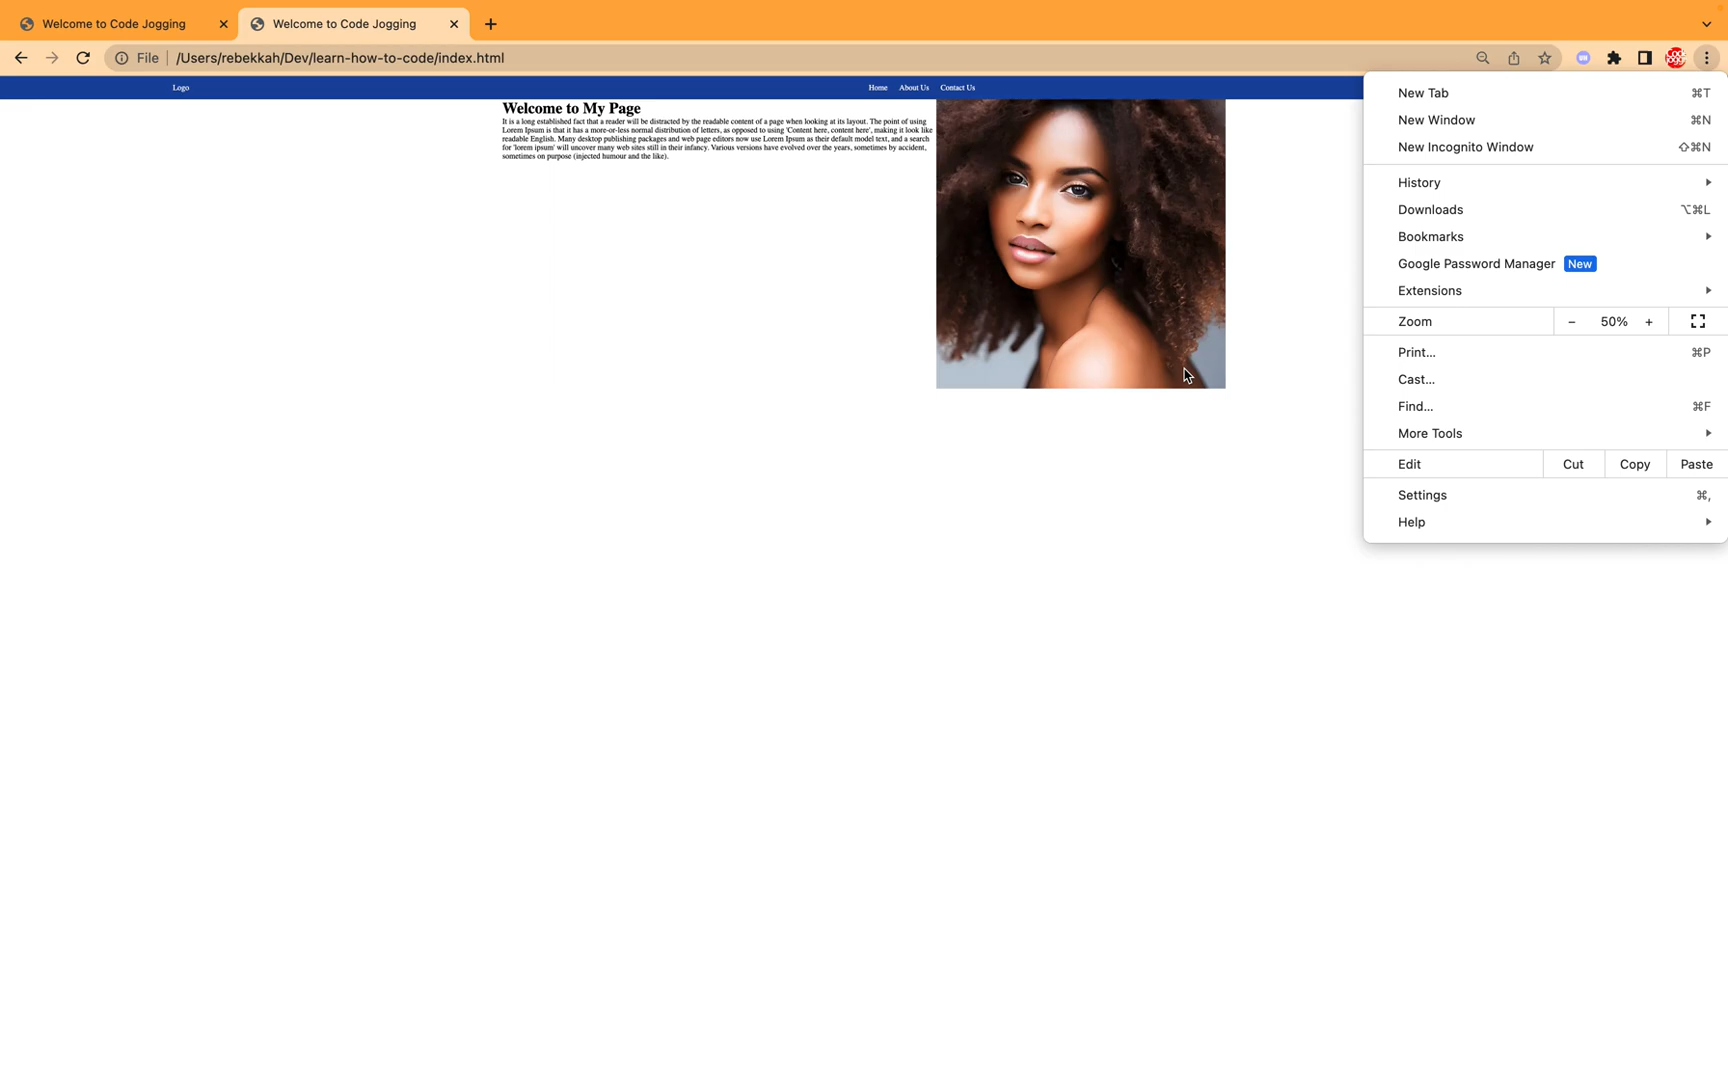 Welcome to Code Jogging
Welcome to Code Jogging
File
/Users/rebekkah/Dev/learn-how-to-code/index.html
code jogg
Logo
Home About Us Contact Us
Welcome to My Page
It is a long established fact that a reader will be distracted by the readable content of a page when looking at its layout. The point of using
Lorem Ipsum is that it has a more-or-less normal distribution of letters, as opposed to using 'Content here, content here', making it look like
readable English. Many desktop publishing packages and web page editors now use Lorem Ipsum as their default model text, and a search
for 'lorem ipsum' will uncover many web sites still in their infancy. Various versions have evolved over the years, sometimes by accident,
sometimes on purpose (injected humour and the like).
New Tab ⌘T
New Window ⌘N
New Incognito Window ⇧⌘N
History
Downloads ⌥⌘L
Bookmarks
Google Password Manager New
Extensions
Zoom − 50% +
Print... ⌘P
Cast...
Find... ⌘F
More Tools
Edit Cut Copy Paste
Settings ⌘,
Help